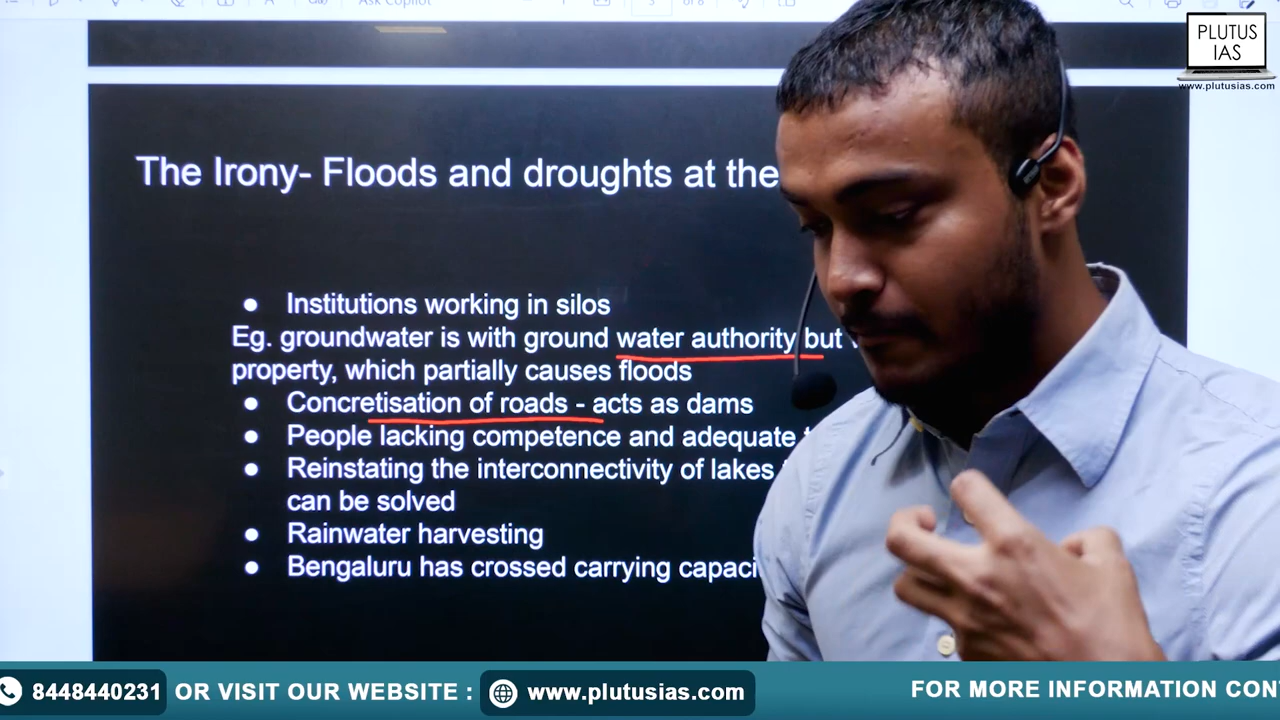 Ask Copilot
PLUTUS
IAS
www.plutusias.com
The Irony- Floods and droughts at the
● Institutions working in silos
Eg. groundwater is with ground water authority but
property, which partially causes floods
● Concretisation of roads - acts as dams
● People lacking competence and adequate
● Reinstating the interconnectivity of lakes
can be solved
● Rainwater harvesting
● Bengaluru has crossed carrying
8448440231 OR VISIT OUR WEBSITE : www.plutusias.com FOR MORE INFORMATION